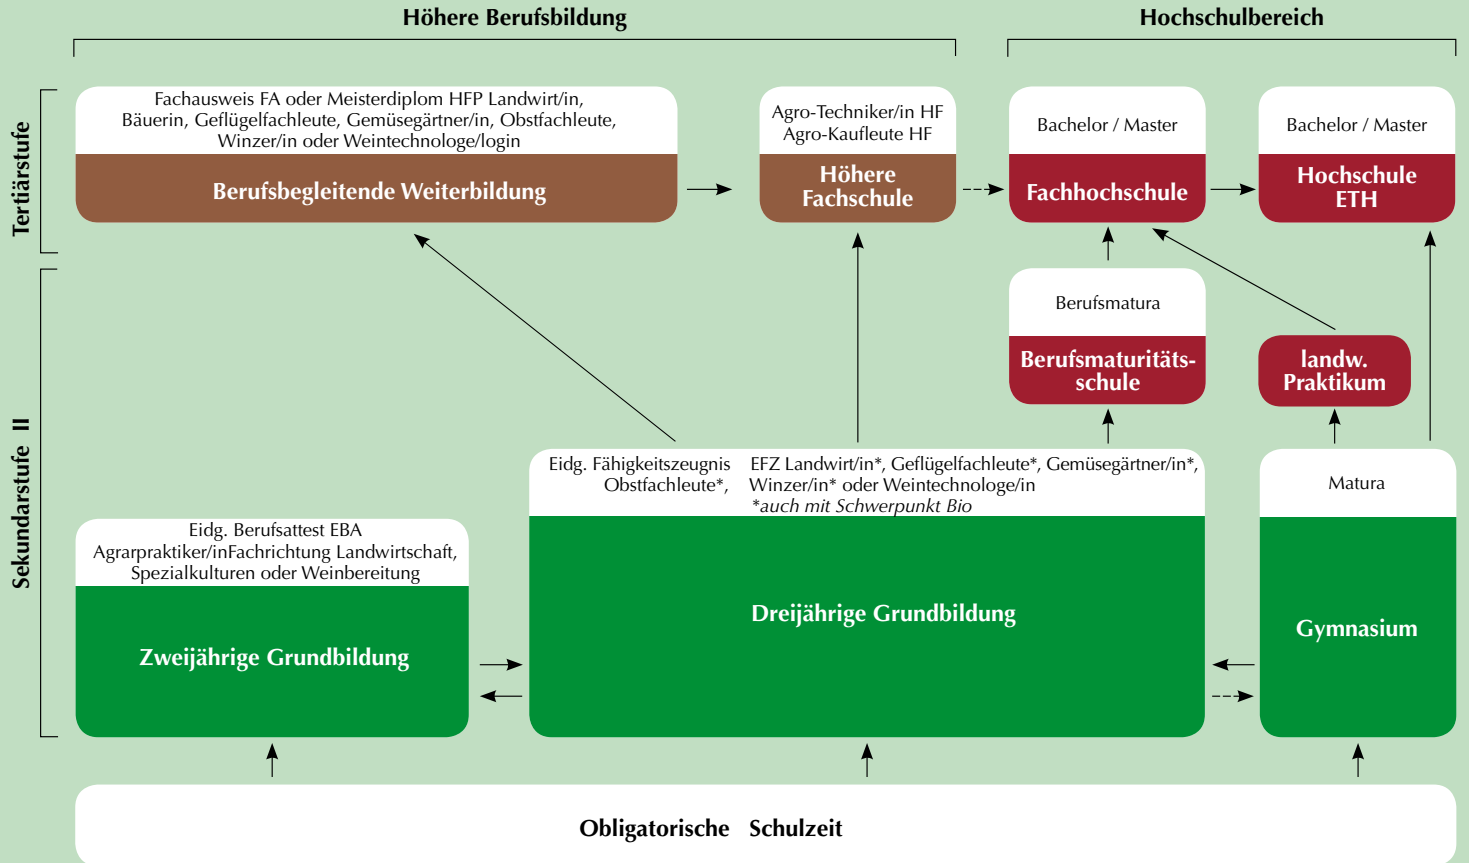 Höhere Berufsbildung
Hochschulbereich
Tertiärstufe
Fachausweis FA oder Meisterdiplom HFP Landwirt/in,
Bäuerin, Geflügelfachleute, Gemüsegärtner/in, Obstfachleute,
Winzer/in oder Weintechnologe/login
Berufsbegleitende Weiterbildung
Agro-Techniker/in HF
Agro-Kaufleute HF
Höhere
Fachschule
Bachelor / Master
Fachhochschule
Bachelor / Master
Hochschule
ETH
Sekundarstufe II
Berufsmatura
Berufsmaturitäts-
schule
landw.
Praktikum
Eidg. Berufsattest EBA
Agrarpraktiker/inFachrichtung Landwirtschaft,
Spezialkulturen oder Weinbereitung
Zweijährige Grundbildung
Eidg. Fähigkeitszeugnis EFZ Landwirt/in*, Geflügelfachleute*, Gemüsegärtner/in*,
Obstfachleute*, Winzer/in* oder Weintechnologe/in
*auch mit Schwerpunkt Bio
Dreijährige Grundbildung
Matura
Gymnasium
Obligatorische Schulzeit